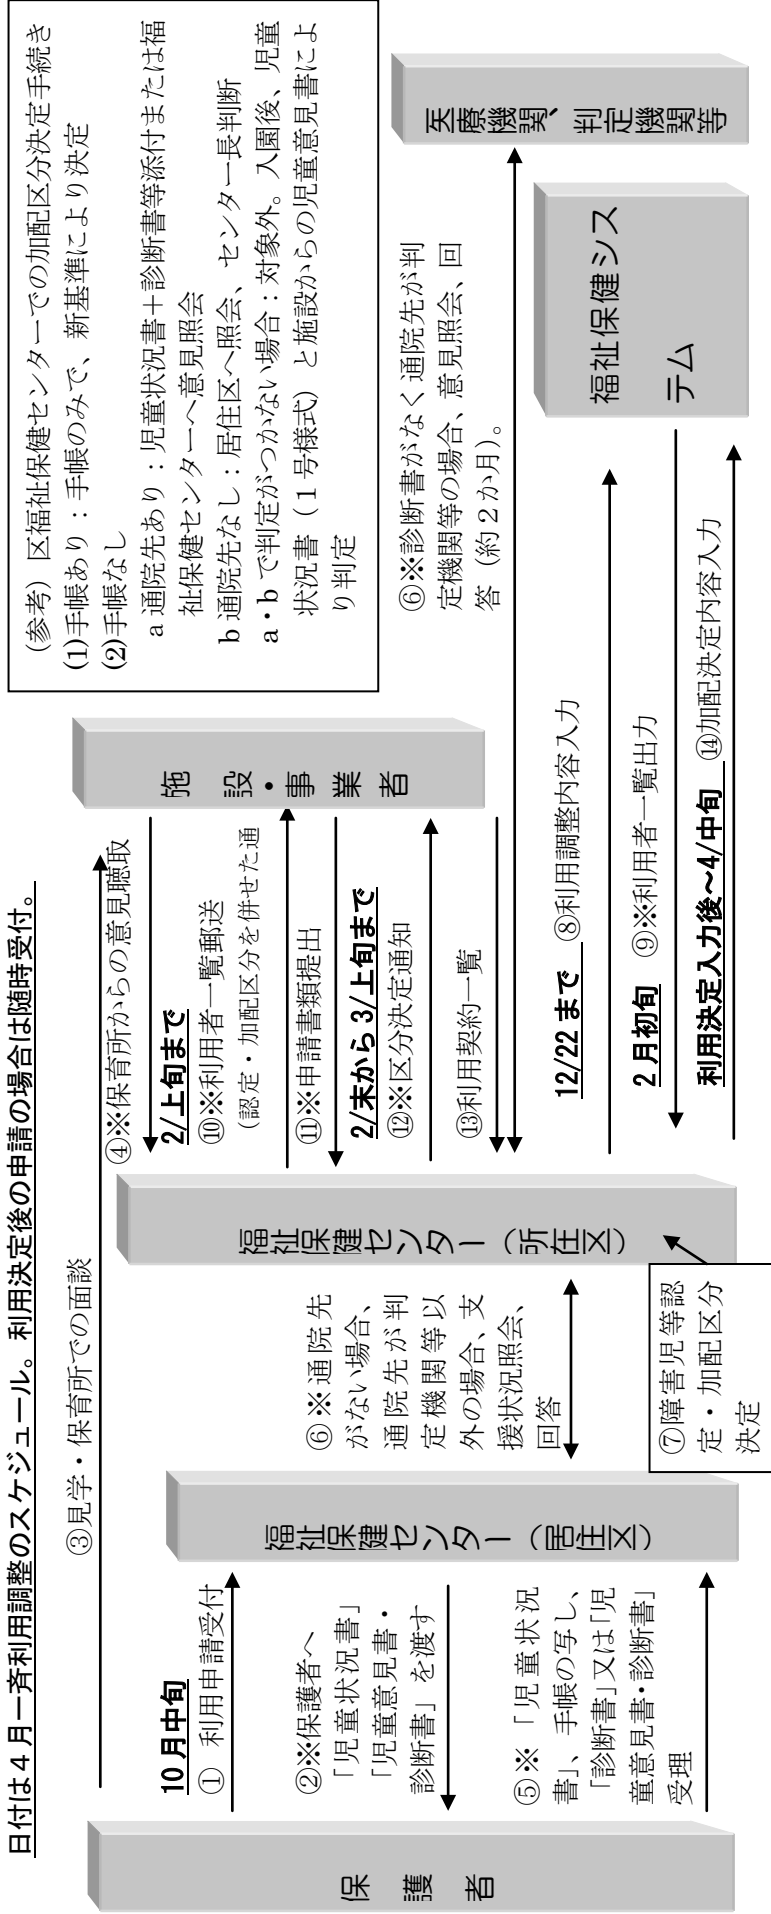 日付は４月一斉利用調整のスケジュール。利用決定後の申請の場合は随時受付。
保護者
10月中旬
① 利用申請受付
②※保護者へ
「児童状況書」
「児童意見書・
診断書」を渡す
⑤※「児童状況
書」、手帳の写し、
「診断書」又は「児
童意見書・診断書」
受理
福祉保健センター（居住区）
③見学・保育所での面談
⑥※通院先
がない場合、
通院先が判
定機関等以
外の場合、支
援状況照会、
回答
⑦障害児等認
定・加配区分
決定
福祉保健センター（所在区）
④※保育所からの意見聴取
2/上旬まで
⑩※利用者一覧郵送
（認定・加配区分を併せた通
⑪※申請書類提出
2/末から3/上旬まで
⑫※区分決定通知
⑬利用契約一覧
施設・事業者
12/22まで ⑧利用調整内容入力
2月初旬 ⑨※利用者一覧出力
利用決定入力後～4/中旬 ⑭加配決定内容入力
（参考）区福祉保健センターでの加配区分決定手続き
(1)手帳あり：手帳のみで、新基準により決定
(2)手帳なし
a 通院先あり：児童状況書＋診断書等添付または福
祉保健センターへ意見照会
b 通院先なし：居住区へ照会、センター長判断
a・bで判定がつかない場合：対象外。入園後、児童
状況書（１号様式）と施設からの児童意見書によ
り判定
⑥※診断書がなく通院先が判
定機関等の場合、意見照会、回
答（約２か月）。
医療機関、判定機関等
福祉保健シス
テム